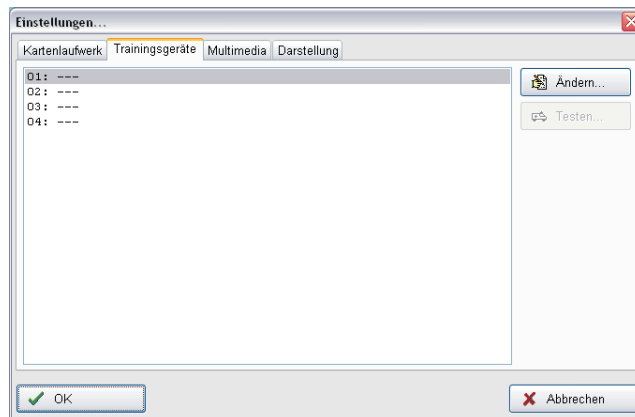 Einstellungen...
Kartenlaufwerk Trainingsgeräte Multimedia Darstellung
01: ---
02: ---
03: ---
04: ---
Ändern...
Testen...
OK
Abbrechen